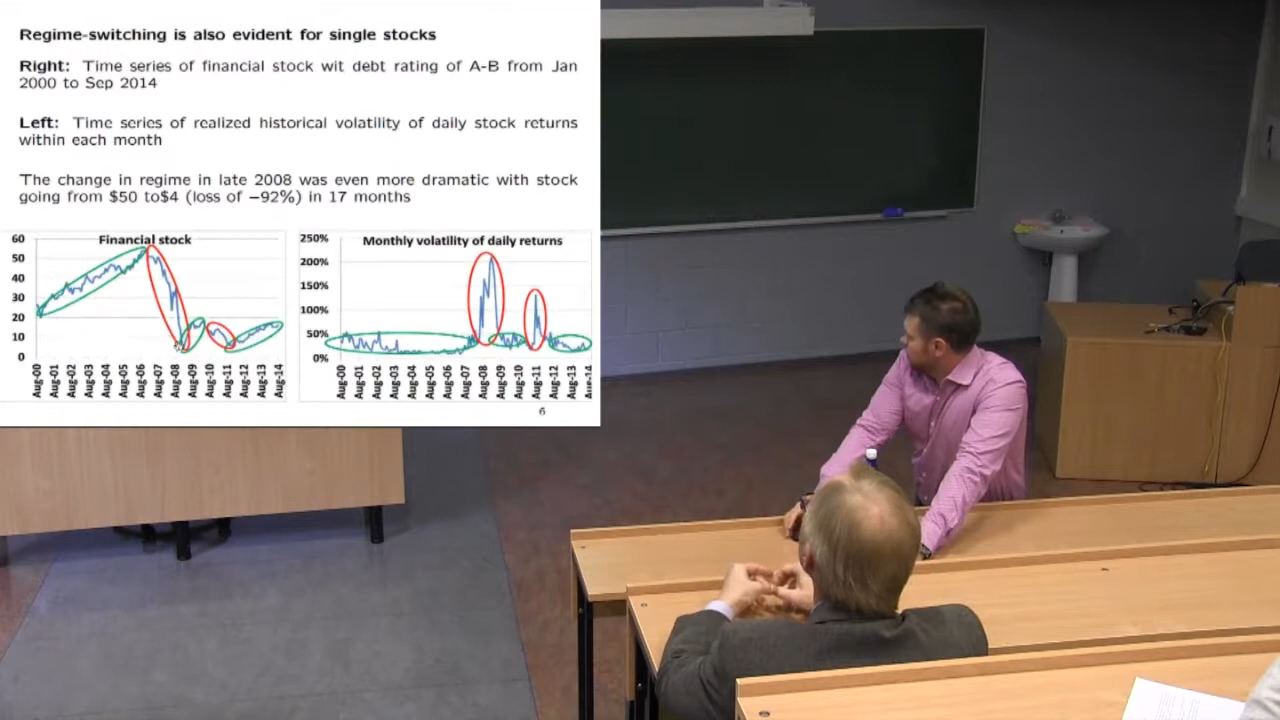 Regime-switching is also evident for single stocks
Right: Time series of financial stock wit debt rating of A-B from Jan
2000 to Sep 2014
Left: Time series of realized historical volatility of daily stock returns
within each month
The change in regime in late 2008 was even more dramatic with stock
going from $50 to$4 (loss of −92%) in 17 months
Financial stock
60
50
40
30
20
10
0
Aug-00
Aug-01
Aug-02
Aug-03
Aug-04
Aug-05
Aug-06
Aug-07
Aug-08
Aug-09
Aug-10
Aug-11
Aug-12
Aug-13
Aug-14
Monthly volatility of daily returns
250%
200%
150%
100%
50%
0%
Aug-00
Aug-01
Aug-02
Aug-03
Aug-04
Aug-05
Aug-06
Aug-07
Aug-08
Aug-09
Aug-10
Aug-11
Aug-12
Aug-13
Aug-14
6